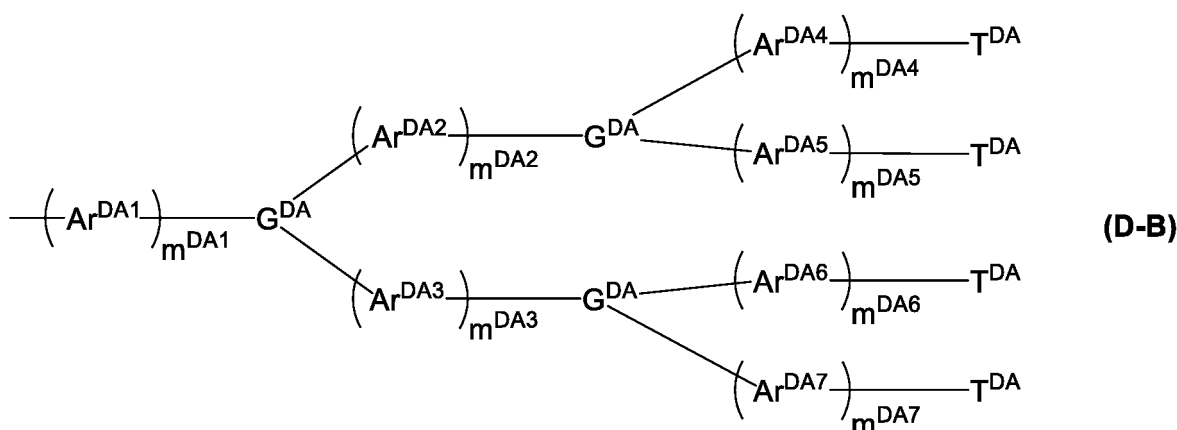 (Ar^DA4)m^DA4 T^DA
(Ar^DA2)m^DA2 G^DA
(Ar^DA5)m^DA5 T^DA
(Ar^DA1)m^DA1 G^DA (D-B)
(Ar^DA6)m^DA6 T^DA
(Ar^DA3)m^DA3 G^DA
(Ar^DA7)m^DA7 T^DA